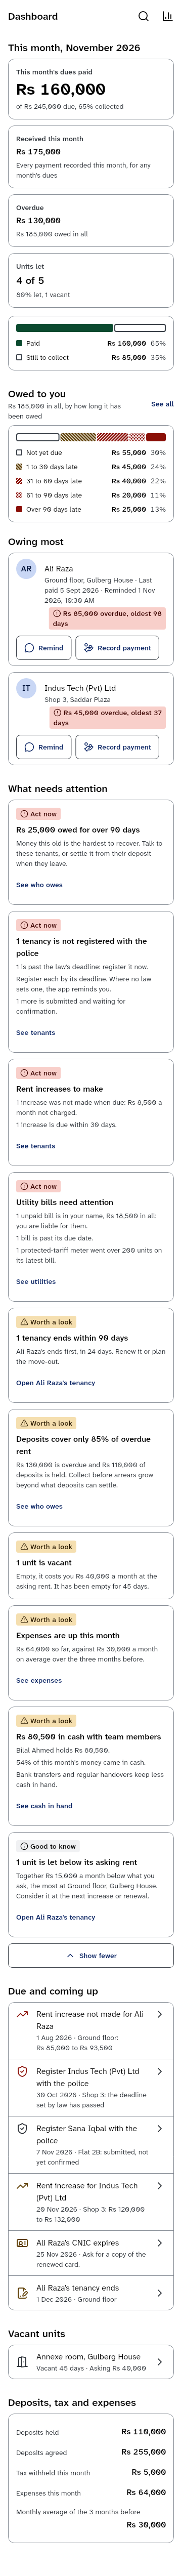 Dashboard
This month, November 2026
This month's dues paid
Rs 160,000
of Rs 245,000 due, 65% collected
Received this month
Rs 175,000
Every payment recorded this month, for any
month's dues
Overdue
Rs 130,000
Rs 185,000 owed in all
Units let
4 of 5
80% let, 1 vacant
Paid Rs 160,000 65%
Still to collect Rs 85,000 35%
Owed to you
Rs 185,000 in all, by how long it has
been owed
See all
Not yet due Rs 55,000 30%
1 to 30 days late Rs 45,000 24%
31 to 60 days late Rs 40,000 22%
61 to 90 days late Rs 20,000 11%
Over 90 days late Rs 25,000 13%
Owing most
AR
Ali Raza
Ground floor, Gulberg House · Last
paid 5 Sept 2026 · Reminded 1 Nov
2026, 10:30 AM
Rs 85,000 overdue, oldest 98
days
Remind
Record payment
IT
Indus Tech (Pvt) Ltd
Shop 3, Saddar Plaza
Rs 45,000 overdue, oldest 37
days
Remind
Record payment
What needs attention
Act now
Rs 25,000 owed for over 90 days
Money this old is the hardest to recover. Talk to
these tenants, or settle it from their deposit
when they leave.
See who owes
Act now
1 tenancy is not registered with the
police
1 is past the law's deadline: register it now.
Register each by its deadline. Where no law
sets one, the app reminds you.
1 more is submitted and waiting for
confirmation.
See tenants
Act now
Rent increases to make
1 increase was not made when due: Rs 8,500 a
month not charged.
1 increase is due within 30 days.
See tenants
Act now
Utility bills need attention
1 unpaid bill is in your name, Rs 18,500 in all:
you are liable for them.
1 bill is past its due date.
1 protected-tariff meter went over 200 units on
its latest bill.
See utilities
Worth a look
1 tenancy ends within 90 days
Ali Raza's ends first, in 24 days. Renew it or plan
the move-out.
Open Ali Raza's tenancy
Worth a look
Deposits cover only 85% of overdue
rent
Rs 130,000 is overdue and Rs 110,000 of
deposits is held. Collect before arrears grow
beyond what deposits can settle.
See who owes
Worth a look
1 unit is vacant
Empty, it costs you Rs 40,000 a month at the
asking rent. It has been empty for 45 days.
Worth a look
Expenses are up this month
Rs 64,000 so far, against Rs 30,000 a month
on average over the three months before.
See expenses
Worth a look
Rs 80,500 in cash with team members
Bilal Ahmed holds Rs 80,500.
54% of this month's money came in cash.
Bank transfers and regular handovers keep less
cash in hand.
See cash in hand
Good to know
1 unit is let below its asking rent
Together Rs 15,000 a month below what you
ask, the most at Ground floor, Gulberg House.
Consider it at the next increase or renewal.
Open Ali Raza's tenancy
Show fewer
Due and coming up
Rent increase not made for Ali
Raza
1 Aug 2026 · Ground floor:
Rs 85,000 to Rs 93,500
Register Indus Tech (Pvt) Ltd
with the police
30 Oct 2026 · Shop 3: the deadline
set by law has passed
Register Sana Iqbal with the
police
7 Nov 2026 · Flat 2B: submitted, not
yet confirmed
Rent increase for Indus Tech
(Pvt) Ltd
20 Nov 2026 · Shop 3: Rs 120,000
to Rs 132,000
Ali Raza's CNIC expires
25 Nov 2026 · Ask for a copy of the
renewed card.
Ali Raza's tenancy ends
1 Dec 2026 · Ground floor
Vacant units
Annexe room, Gulberg House
Vacant 45 days · Asking Rs 40,000
Deposits, tax and expenses
Deposits held Rs 110,000
Deposits agreed Rs 255,000
Tax withheld this month Rs 5,000
Expenses this month Rs 64,000
Monthly average of the 3 months before
Rs 30,000